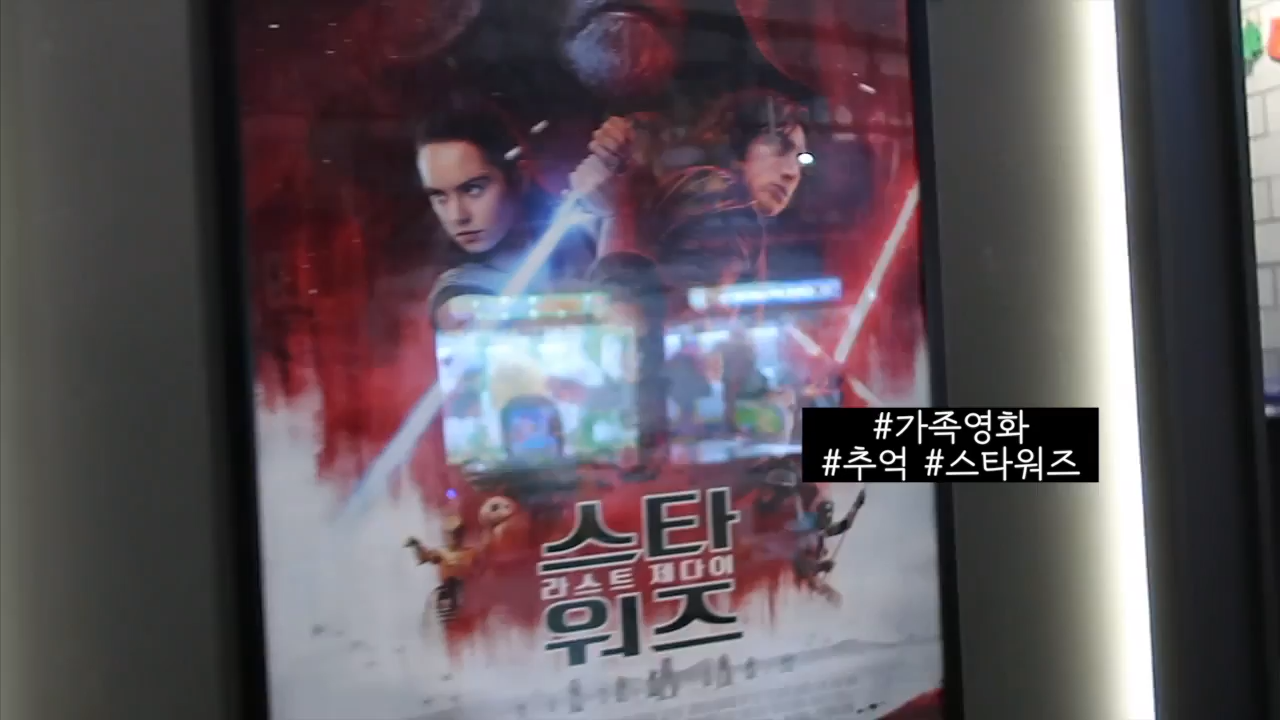 #가족영화
#추억 #스타워즈
스타
라스트 제다이
워즈